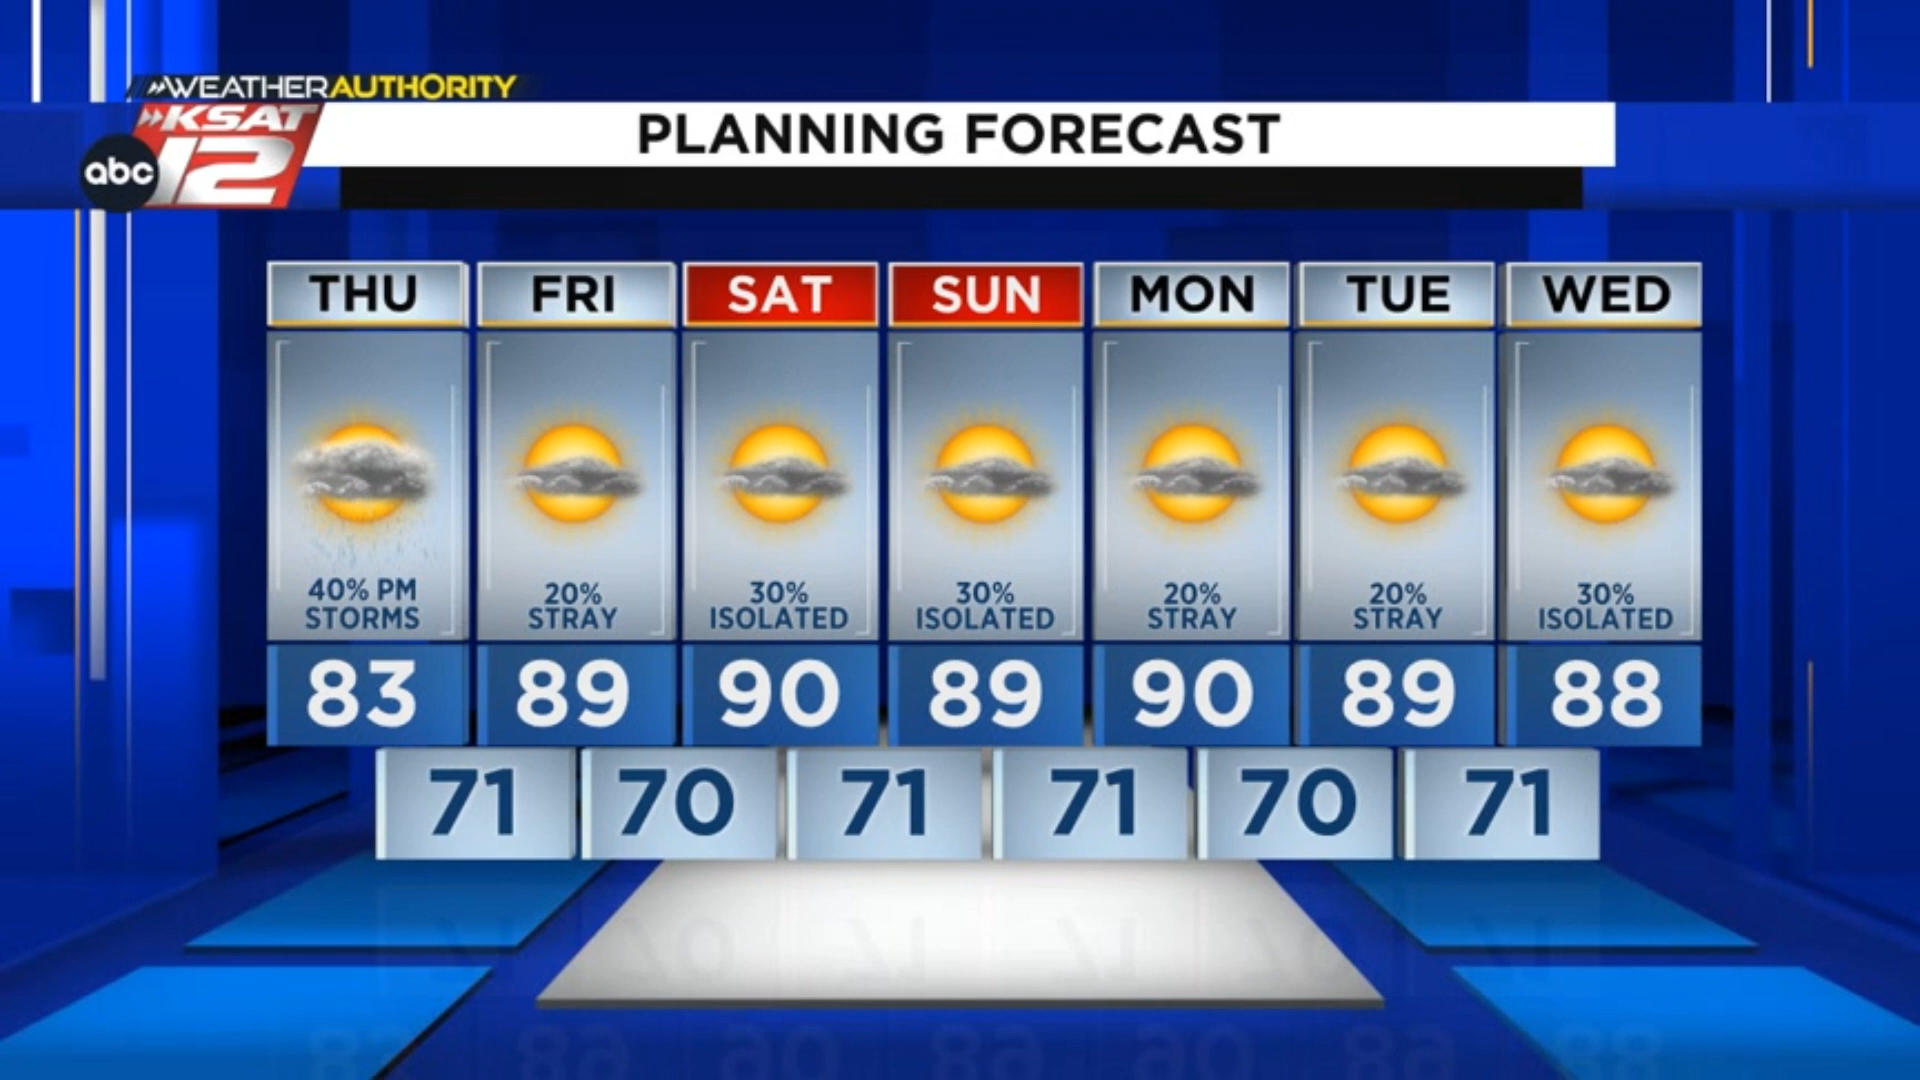 WEATHERAUTHORITY
KSAT
abc 12
PLANNING FORECAST
THU FRI SAT SUN MON TUE WED
40% PM 20% 30% 30% 20% 20% 30%
STORMS STRAY ISOLATED ISOLATED STRAY STRAY ISOLATED
83 89 90 89 90 89 88
71 70 71 71 70 71